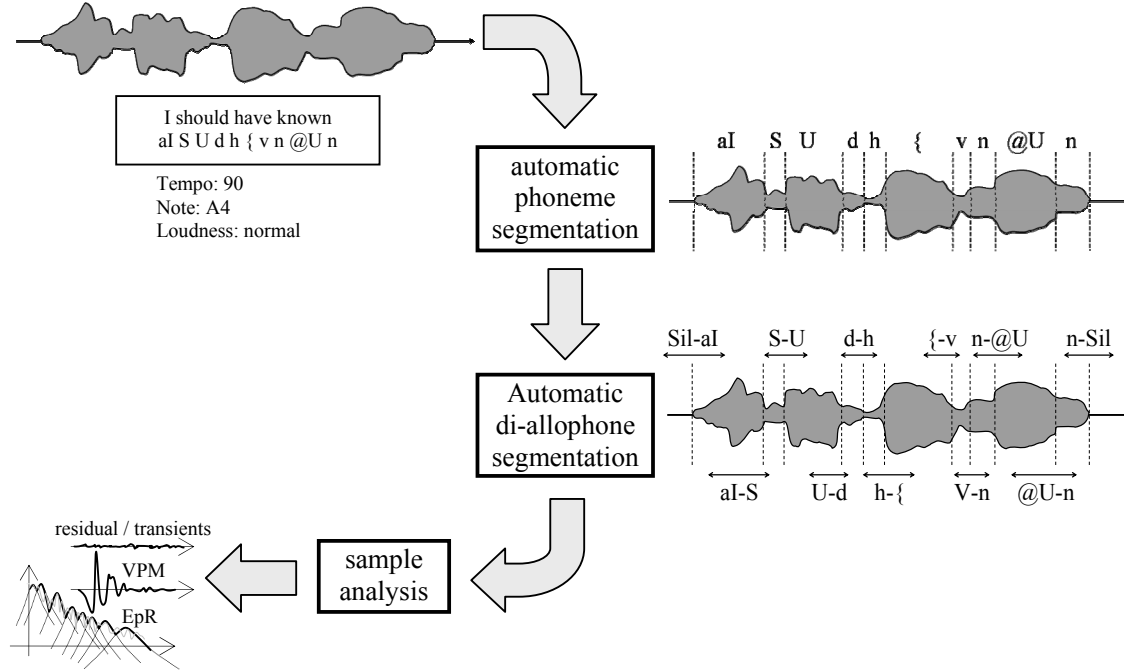 I should have known
aI S U d h { v n @U n
Tempo: 90
Note: A4
Loudness: normal
automatic
phoneme
segmentation
aI S U d h { v n @U n
Sil-aI S-U d-h {-v n-@U n-Sil
Automatic
di-allophone
segmentation
aI-S U-d h-{ V-n @U-n
residual / transients
VPM
EpR
sample
analysis